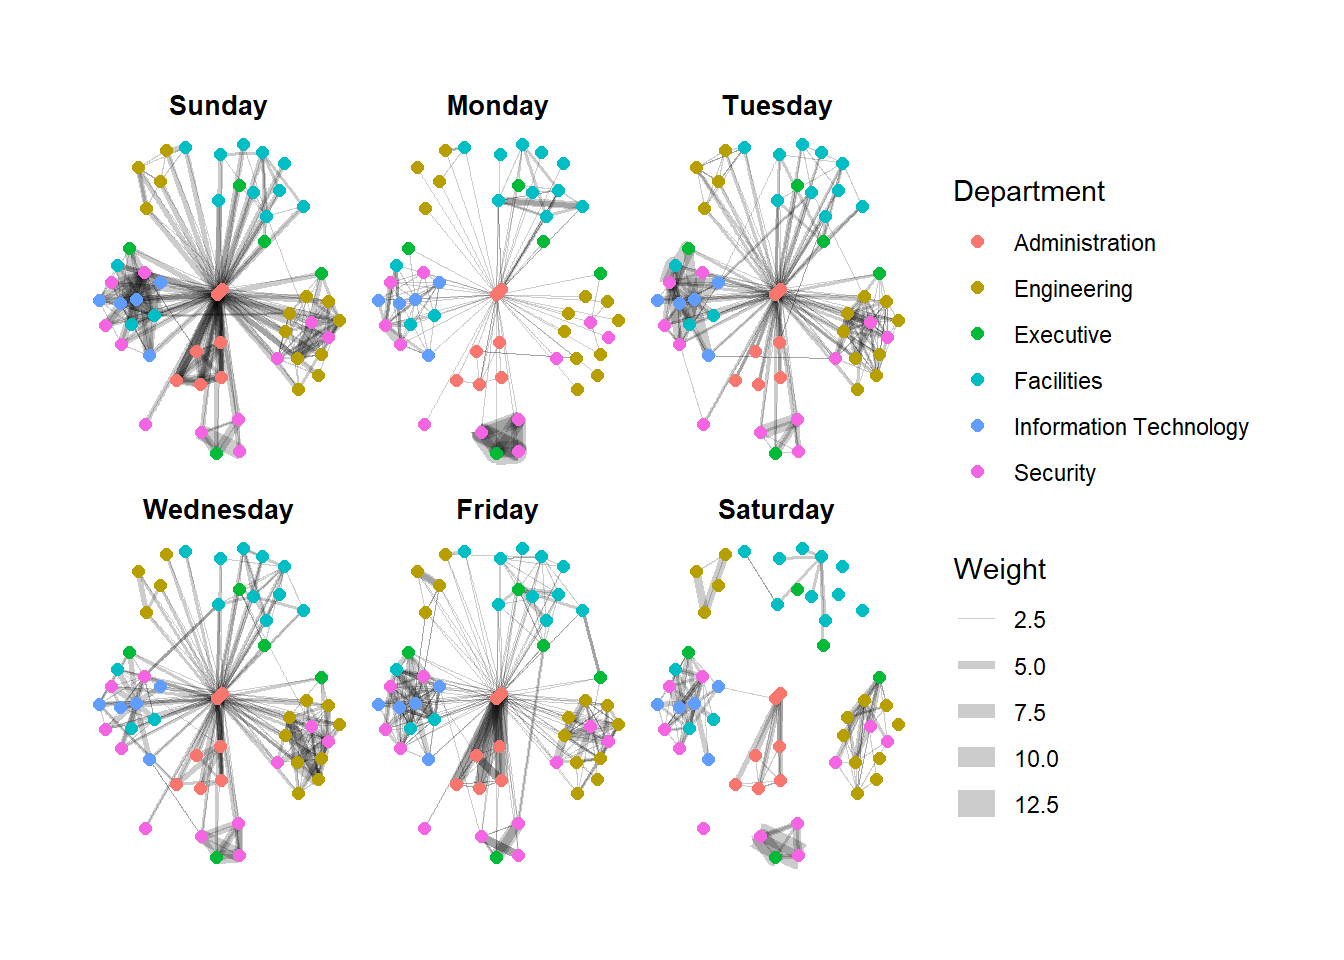 Sunday
Monday
Tuesday
Wednesday
Friday
Saturday
Department
Administration
Engineering
Executive
Facilities
Information Technology
Security
Weight
2.5
5.0
7.5
10.0
12.5